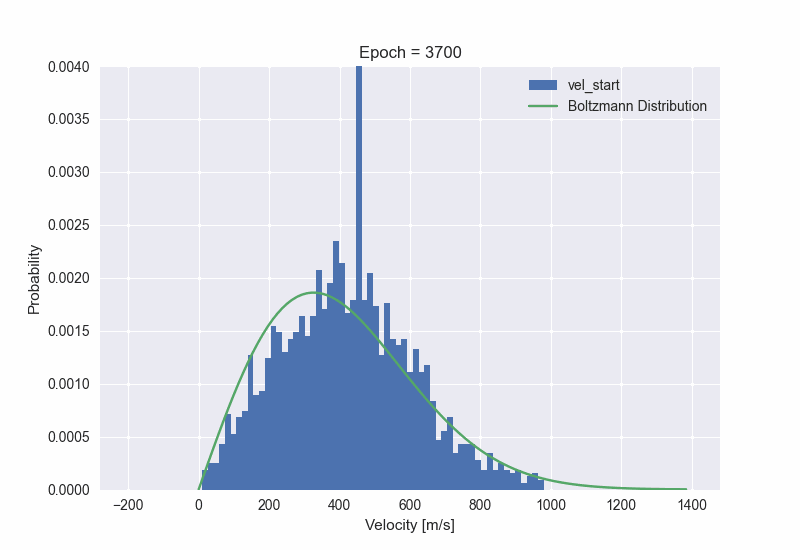 Epoch = 3700
vel_start
Boltzmann Distribution
0.0040
0.0035
0.0030
0.0025
0.0020
0.0015
0.0010
0.0005
0.0000
Probability
−200 0 200 400 600 800 1000 1200 1400
Velocity [m/s]